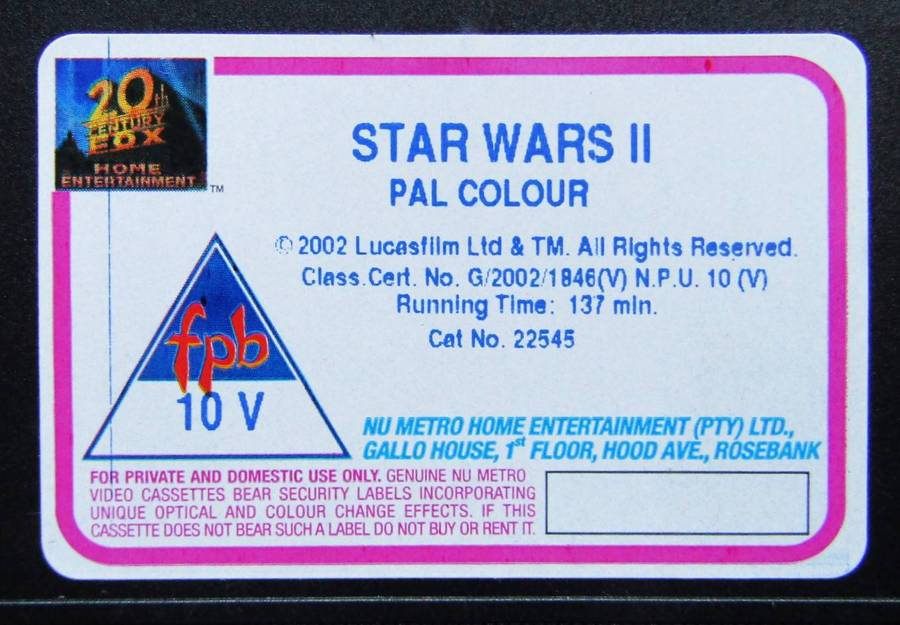 20th
CENTURY
FOX
HOME
ENTERTAINMENT
TM
STAR WARS II
PAL COLOUR
© 2002 Lucasfilm Ltd & TM. All Rights Reserved.
Class.Cert. No. G/2002/1846(V) N.P.U. 10 (V)
Running Time: 137 min.
Cat No. 22545
fpb
10 V
NU METRO HOME ENTERTAINMENT (PTY) LTD.,
GALLO HOUSE, 1st FLOOR, HOOD AVE., ROSEBANK
FOR PRIVATE AND DOMESTIC USE ONLY. GENUINE NU METRO
VIDEO CASSETTES BEAR SECURITY LABELS INCORPORATING
UNIQUE OPTICAL AND COLOUR CHANGE EFFECTS. IF THIS
CASSETTE DOES NOT BEAR SUCH A LABEL DO NOT BUY OR RENT IT.